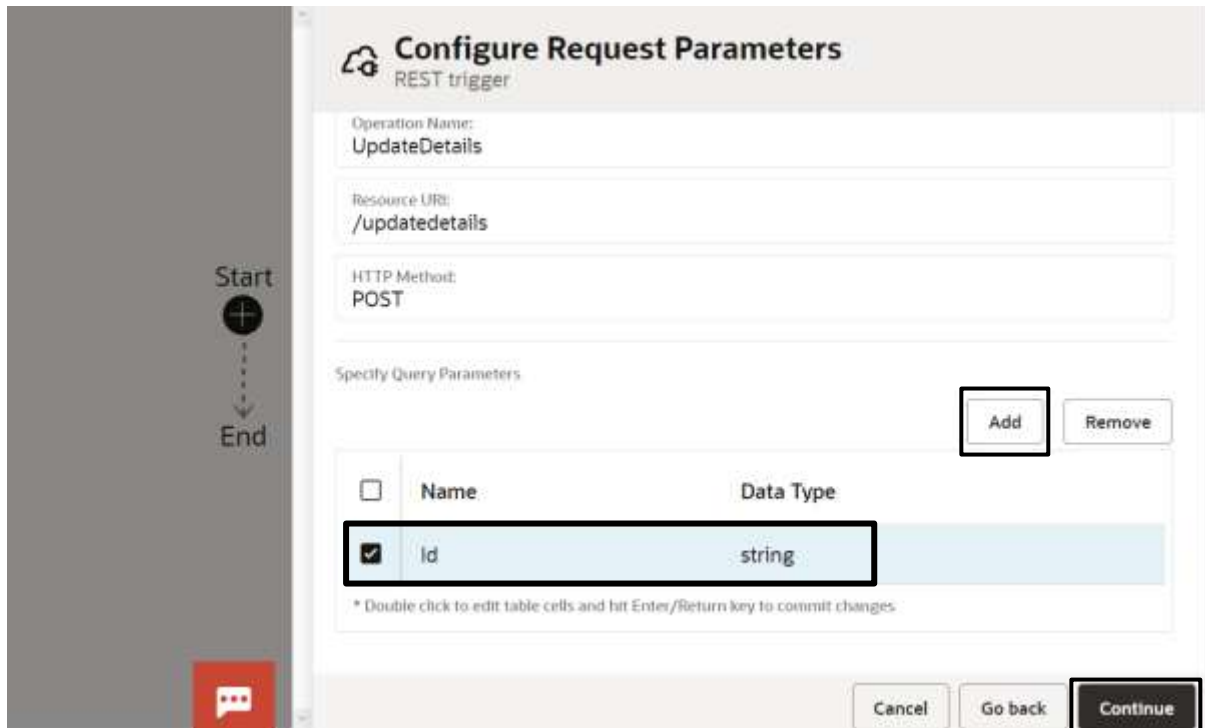 Configure Request Parameters
REST trigger
Operation Name:
UpdateDetails
Resource URI:
/updatedetails
HTTP Method:
POST
Start
End
Specify Query Parameters
Add Remove
Name Data Type
Id string
* Double click to edit table cells and hit Enter/Return key to commit changes
Cancel Go back Continue